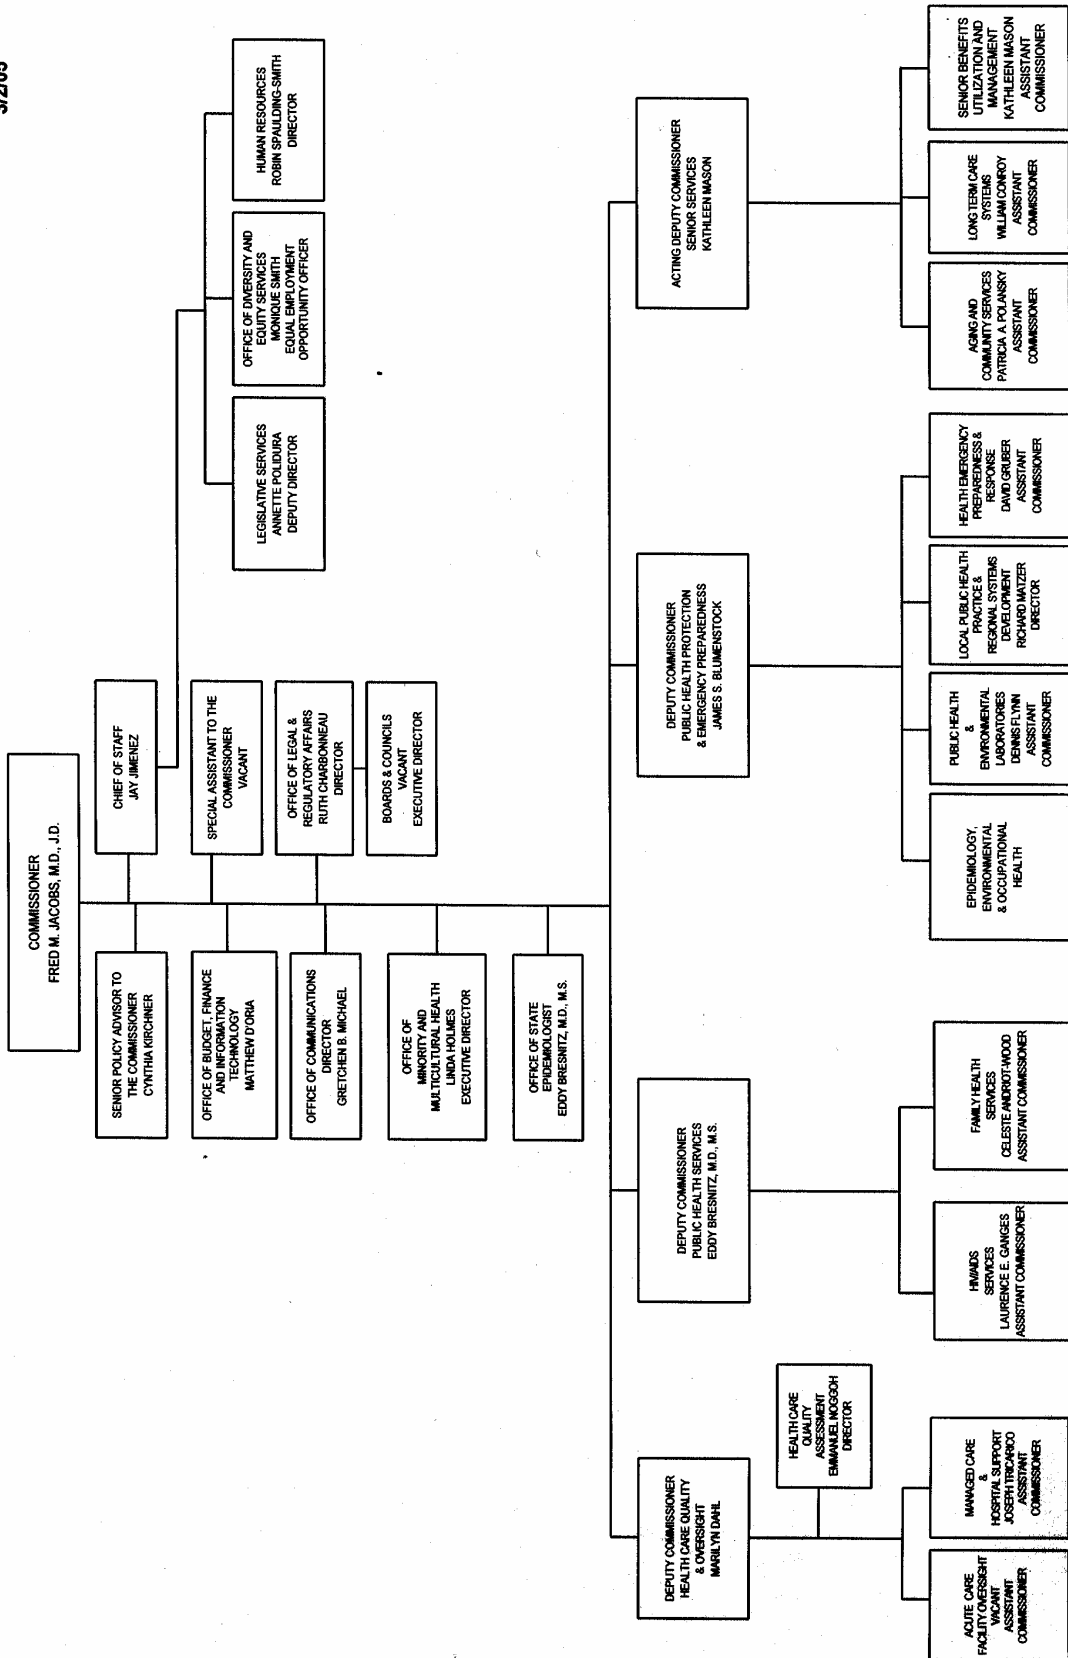 3/2/05
COMMISSIONER
FRED M. JACOBS, M.D., J.D.
CHIEF OF STAFF
JAY JIMENEZ
SENIOR POLICY ADVISOR TO
THE COMMISSIONER
CYNTHIA KIRCHNER
SPECIAL ASSISTANT TO THE
COMMISSIONER
VACANT
OFFICE OF BUDGET, FINANCE
AND INFORMATION
TECHNOLOGY
MATTHEW D'ORIA
OFFICE OF LEGAL &
REGULATORY AFFAIRS
RUTH CHARBONNEAU
DIRECTOR
OFFICE OF COMMUNICATIONS
DIRECTOR
GRETCHEN B. MICHAEL
BOARDS & COUNCILS
VACANT
EXECUTIVE DIRECTOR
OFFICE OF
MINORITY AND
MULTICULTURAL HEALTH
LINDA HOLMES
EXECUTIVE DIRECTOR
OFFICE OF STATE
EPIDEMIOLOGIST
EDDY BRESNITZ, M.D., M.S.
LEGISLATIVE SERVICES
ANNETTE POLIDURA
DEPUTY DIRECTOR
OFFICE OF DIVERSITY AND
EQUITY SERVICES
MONIQUE SMITH
EQUAL EMPLOYMENT
OPPORTUNITY OFFICER
HUMAN RESOURCES
ROBIN SPAULDING-SMITH
DIRECTOR
DEPUTY COMMISSIONER
HEALTH CARE QUALITY
& OVERSIGHT
MARILYN DAHL
DEPUTY COMMISSIONER
PUBLIC HEALTH SERVICES
EDDY BRESNITZ, M.D., M.S.
DEPUTY COMMISSIONER
PUBLIC HEALTH PROTECTION
& EMERGENCY PREPAREDNESS
JAMES S. BLUMENSTOCK
ACTING DEPUTY COMMISSIONER
SENIOR SERVICES
KATHLEEN MASON
HEALTH CARE
QUALITY
ASSESSMENT
EMMANUEL NOGGOH
DIRECTOR
ACUTE CARE
FACILITY OVERSIGHT
VACANT
ASSISTANT
COMMISSIONER
MANAGED CARE
&
HOSPITAL SUPPORT
JOSEPH TRICARICO
ASSISTANT
COMMISSIONER
HIV/AIDS
SERVICES
LAURENCE E. GANGES
ASSISTANT COMMISSIONER
FAMILY HEALTH
SERVICES
CELESTE ANDRIOT-WOOD
ASSISTANT COMMISSIONER
EPIDEMIOLOGY,
ENVIRONMENTAL
& OCCUPATIONAL
HEALTH
PUBLIC HEALTH
&
ENVIRONMENTAL
LABORATORIES
DENNIS FLYNN
ASSISTANT
COMMISSIONER
LOCAL PUBLIC HEALTH
PRACTICE &
REGIONAL SYSTEMS
DEVELOPMENT
RICHARD MATZER
DIRECTOR
HEALTH EMERGENCY
PREPAREDNESS &
RESPONSE
DAVID GRUBER
ASSISTANT
COMMISSIONER
AGING AND
COMMUNITY SERVICES
PATRICIA A. POLANSKY
ASSISTANT
COMMISSIONER
LONG TERM CARE
SYSTEMS
WILLIAM CONROY
ASSISTANT
COMMISSIONER
SENIOR BENEFITS
UTILIZATION AND
MANAGEMENT
KATHLEEN MASON
ASSISTANT
COMMISSIONER